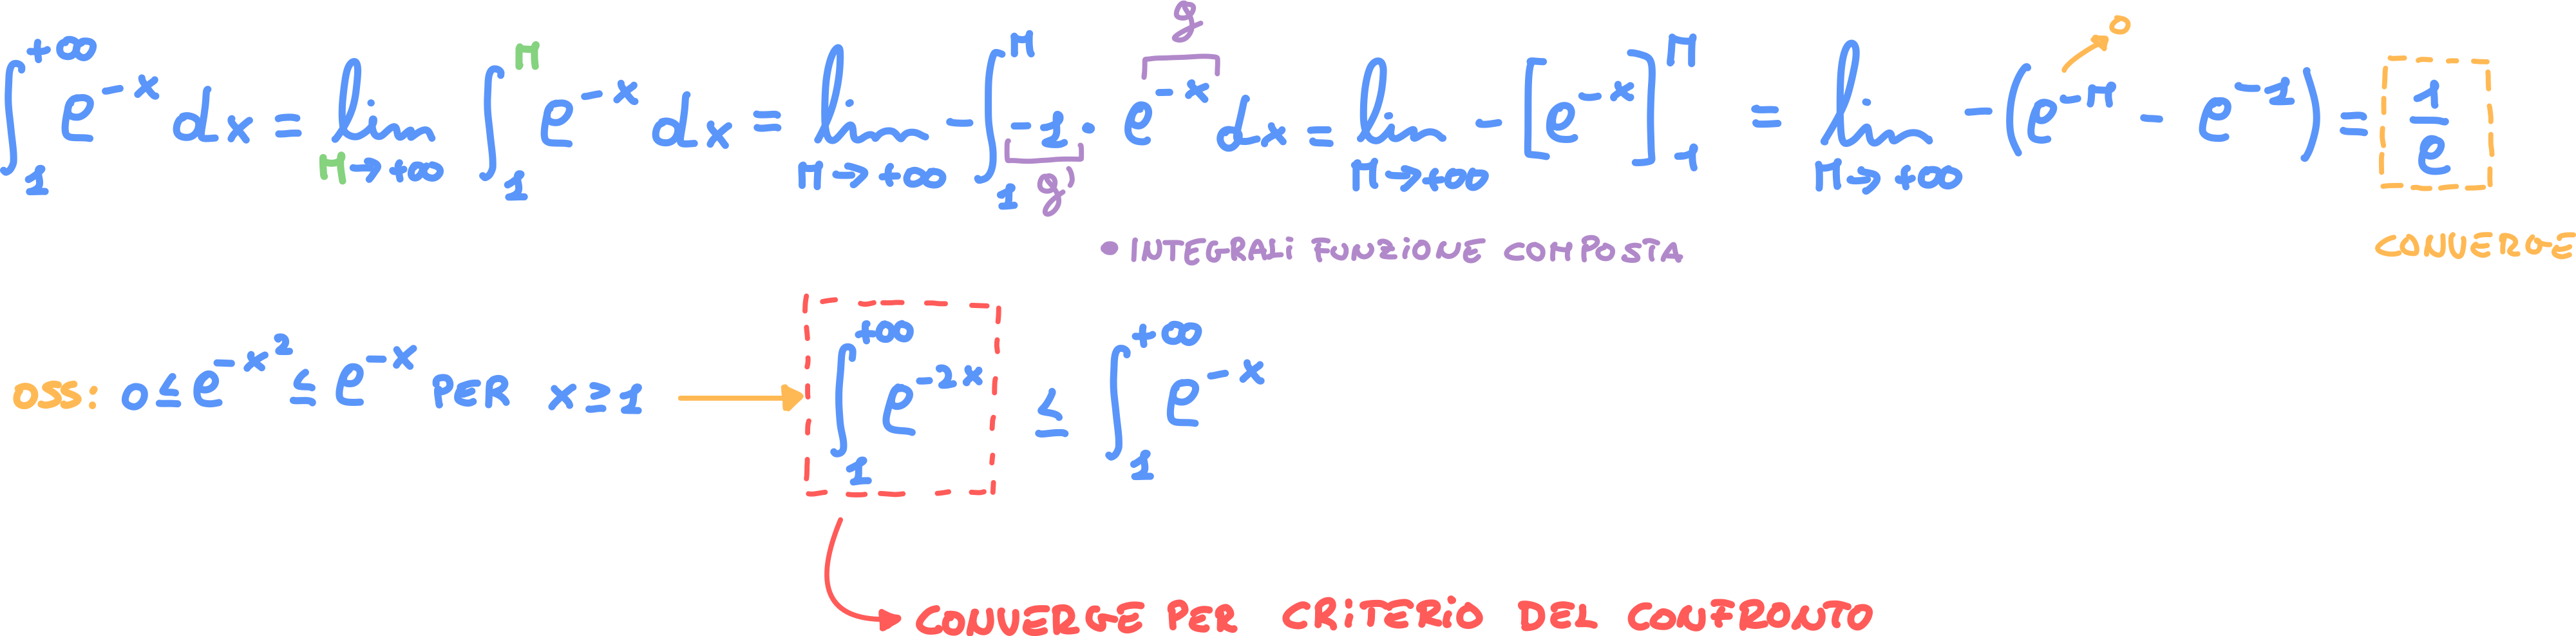 ∫₁^{+∞} e^{-x} dx = lim_{M→+∞} ∫₁^{M} e^{-x} dx = lim_{M→+∞} - ∫₁^{M} -1 · e^{-x} dx = lim_{M→+∞} - [e^{-x}]₁^{M} = lim_{M→+∞} - (e^{-M} - e^{-1}) = 1/e
g
g'
0
• INTEGRALI FUNZIONE COMPOSTA
CONVERGE
OSS: 0 ≤ e^{-x²} ≤ e^{-x} PER x ≥ 1 → ∫₁^{+∞} e^{-2x} ≤ ∫₁^{+∞} e^{-x}
CONVERGE PER CRITERIO DEL CONFRONTO